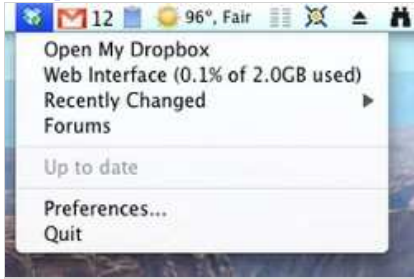 12 96°, Fair
Open My Dropbox
Web Interface (0.1% of 2.0GB used)
Recently Changed
Forums
Up to date
Preferences...
Quit